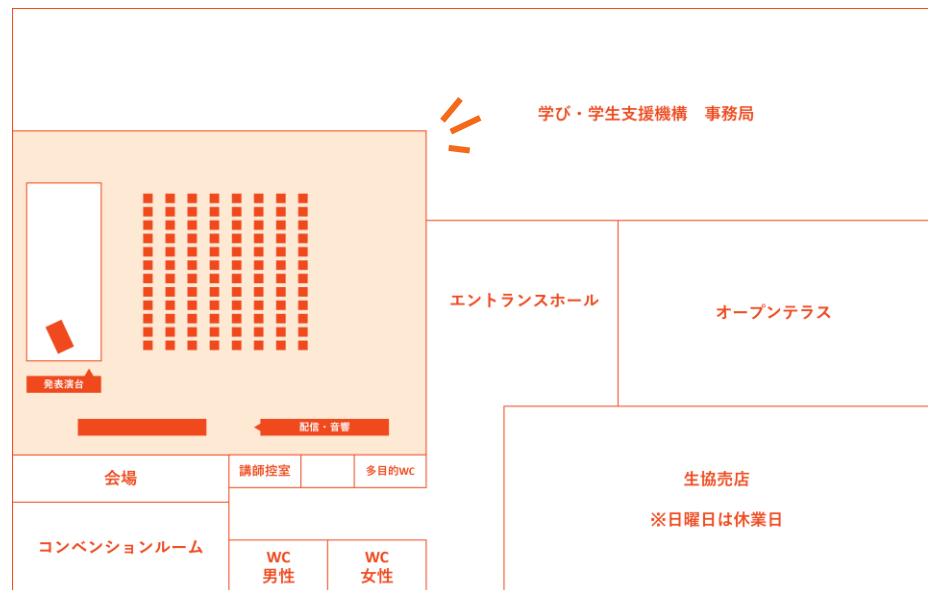 学び・学生支援機構　事務局
エントランスホール
オープンテラス
発表演台
配信・音響
会場
講師控室
多目的WC
コンベンションルーム
WC
男性
WC
女性
生協売店
※日曜日は休業日